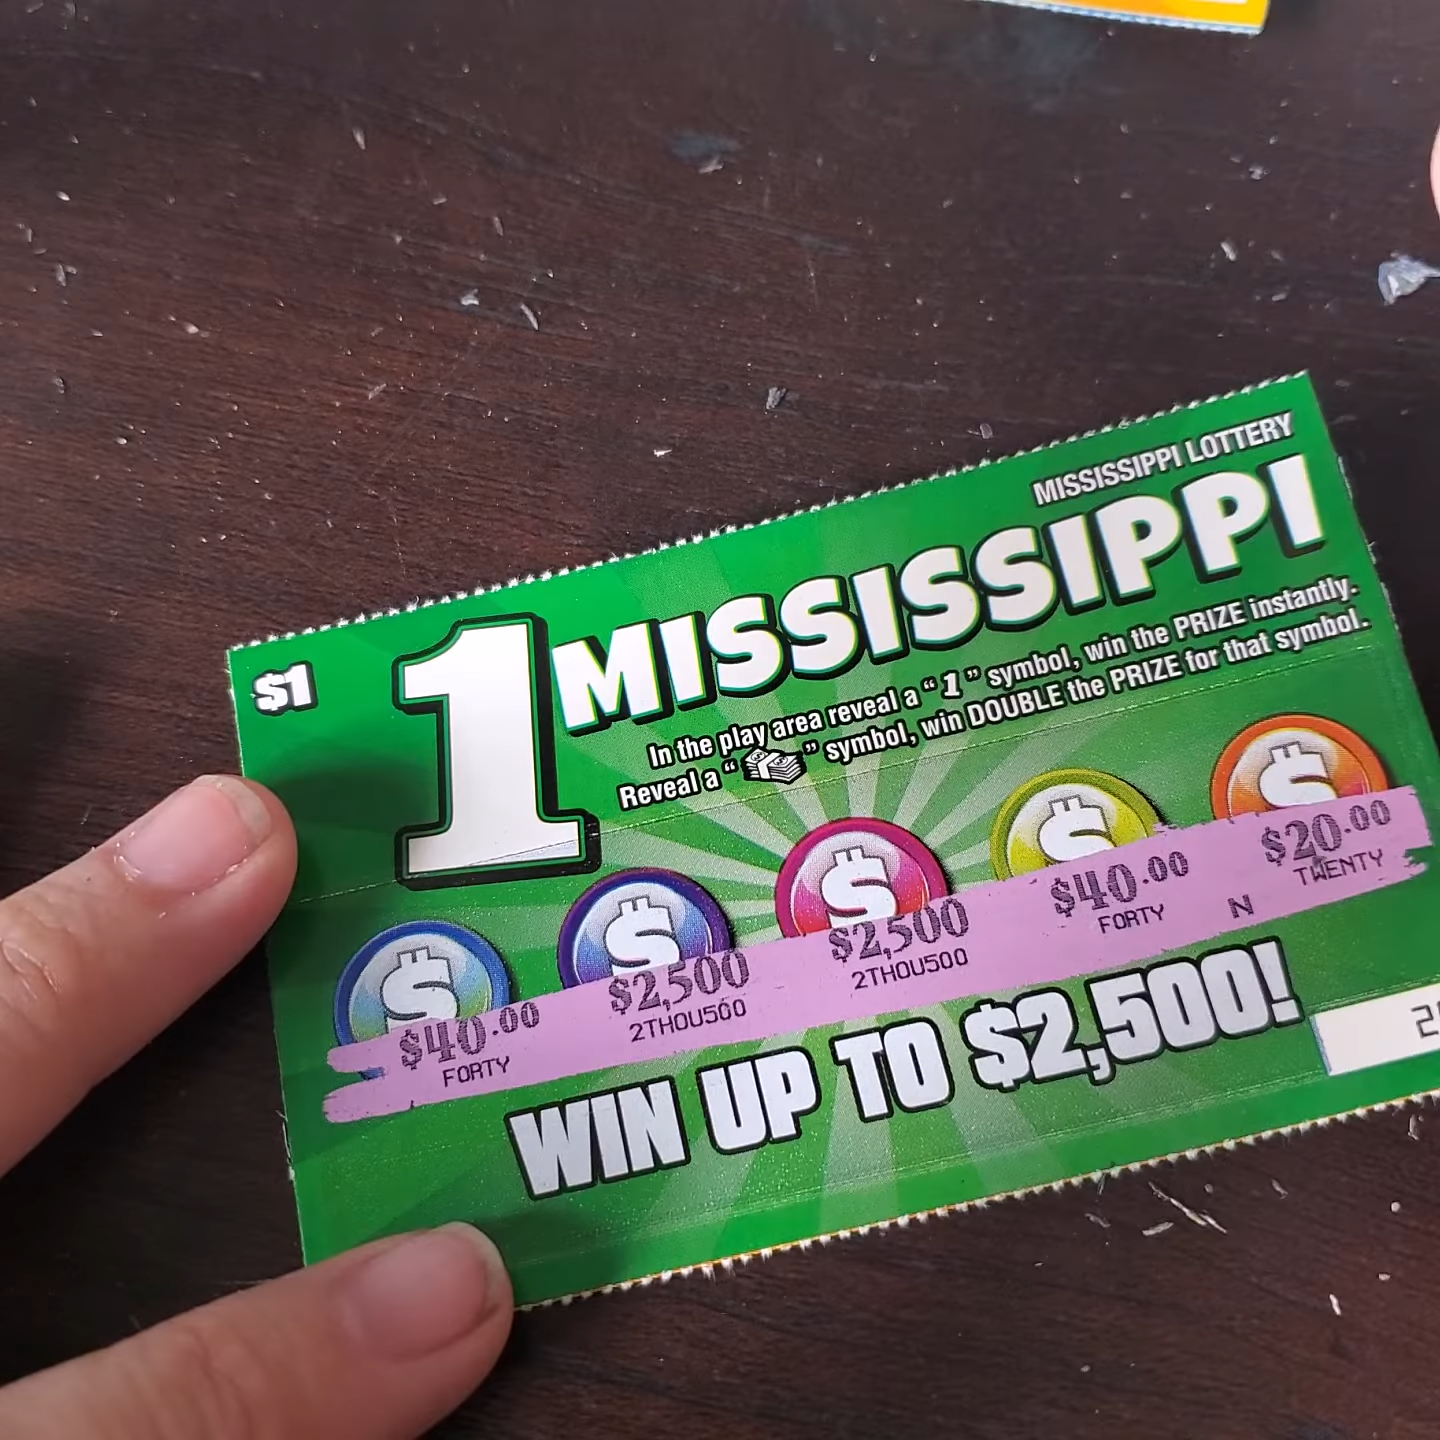 MISSISSIPPI LOTTERY
$1
1 MISSISSIPPI
In the play area reveal a “1” symbol, win the PRIZE instantly.
Reveal a “ ” symbol, win DOUBLE the PRIZE for that symbol.
$ $ $ $ $
$40.00 $2,500 $2,500 $40.00 $20.00
FORTY 2THOU500 2THOU500 FORTY N TWENTY
WIN UP TO $2,500!